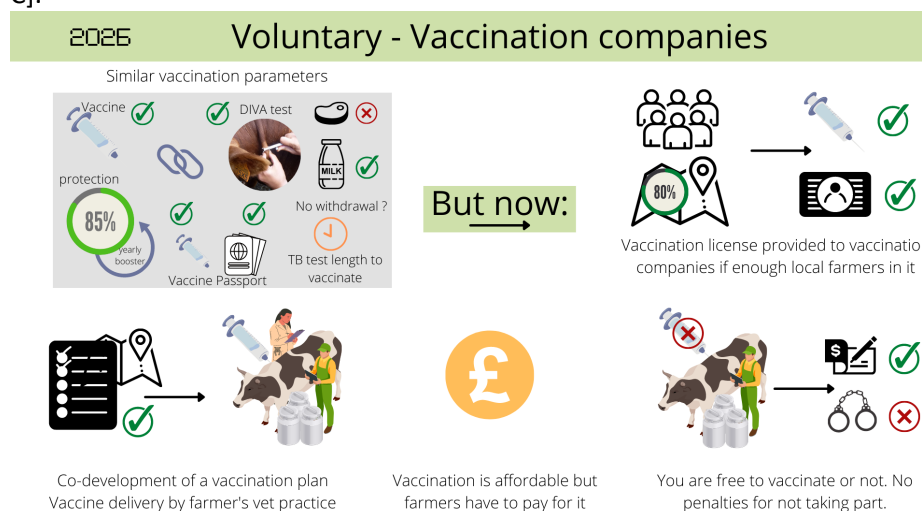 2026
Voluntary - Vaccination companies
Similar vaccination parameters
Vaccine
DIVA test
MILK
protection
85%
yearly
booster
No withdrawal ?
Vaccine Passport
TB test length to
vaccinate
But now:
80%
Vaccination license provided to vaccinatio
companies if enough local farmers in it
$
Co-development of a vaccination plan
Vaccine delivery by farmer's vet practice
£
Vaccination is affordable but
farmers have to pay for it
You are free to vaccinate or not. No
penalties for not taking part.